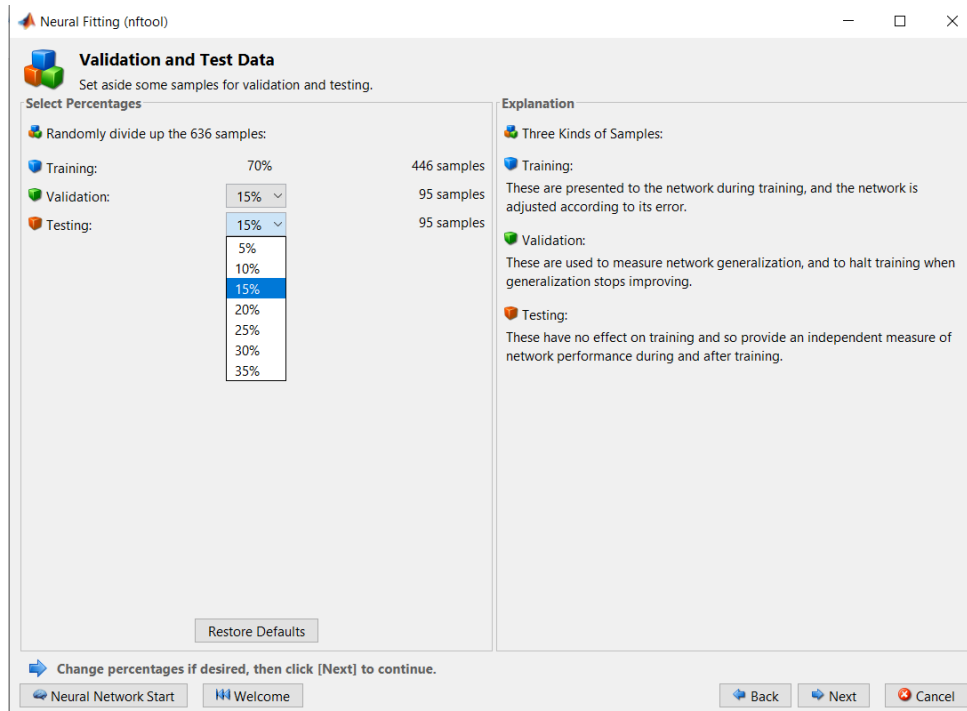 Neural Fitting (nftool)
Validation and Test Data
Set aside some samples for validation and testing.
Select Percentages
Randomly divide up the 636 samples:
Training: 70% 446 samples
Validation: 15% 95 samples
Testing: 15% 95 samples
5%
10%
15%
20%
25%
30%
35%
Restore Defaults
Explanation
Three Kinds of Samples:
Training:
These are presented to the network during training, and the network is
adjusted according to its error.
Validation:
These are used to measure network generalization, and to halt training when
generalization stops improving.
Testing:
These have no effect on training and so provide an independent measure of
network performance during and after training.
Change percentages if desired, then click [Next] to continue.
Neural Network Start Welcome Back Next Cancel